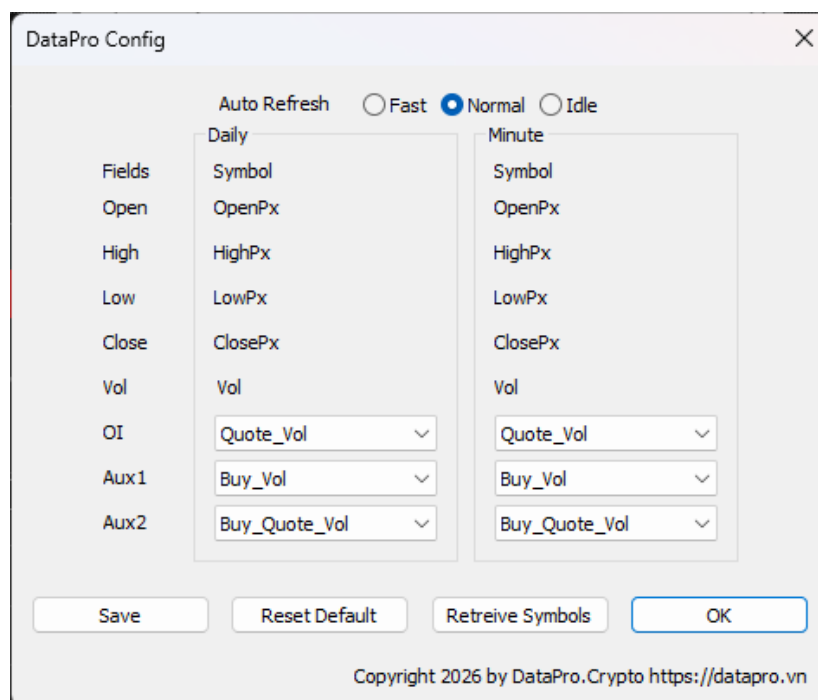 DataPro Config
Auto Refresh Fast Normal Idle
Daily Minute
Fields Symbol Symbol
Open OpenPx OpenPx
High HighPx HighPx
Low LowPx LowPx
Close ClosePx ClosePx
Vol Vol Vol
OI Quote_Vol Quote_Vol
Aux1 Buy_Vol Buy_Vol
Aux2 Buy_Quote_Vol Buy_Quote_Vol
Save Reset Default Retreive Symbols OK
Copyright 2026 by DataPro.Crypto https://datapro.vn